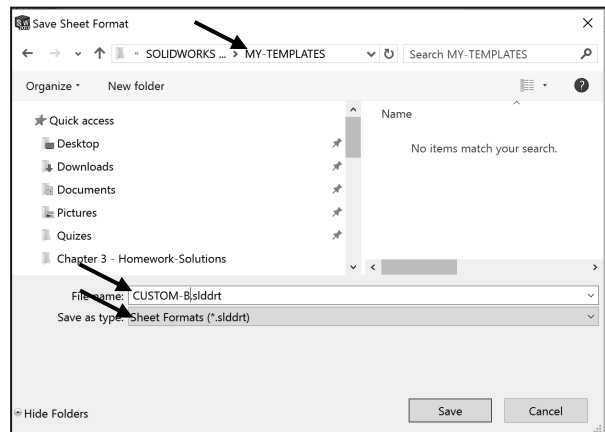 Save Sheet Format
« SOLIDWORKS ... > MY-TEMPLATES
Search MY-TEMPLATES
Organize
New folder
Quick access
Desktop
Downloads
Documents
Pictures
Quizes
Chapter 3 - Homework-Solutions
Name
No items match your search.
File name: CUSTOM-B.slddrt
Save as type: Sheet Formats (*.slddrt)
Hide Folders
Save
Cancel